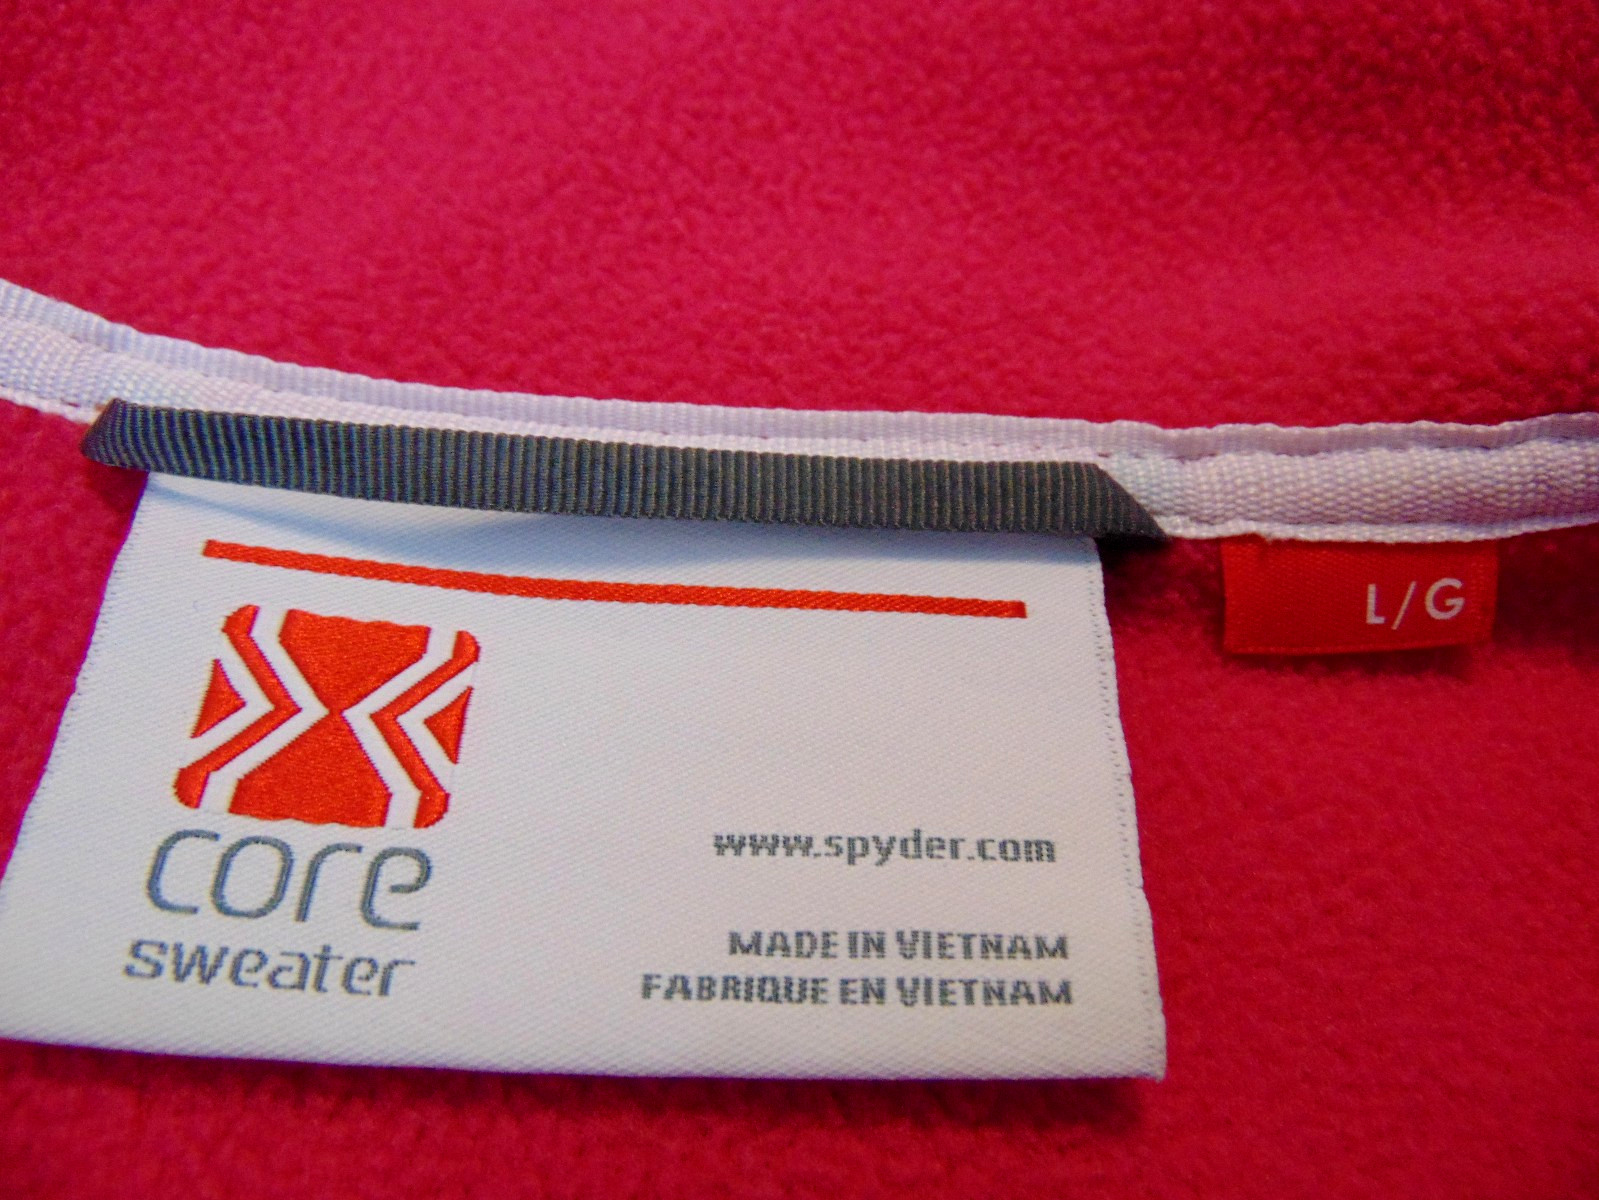 L/G
core
sweater
www.spyder.com
MADE IN VIETNAM
FABRIQUE EN VIETNAM